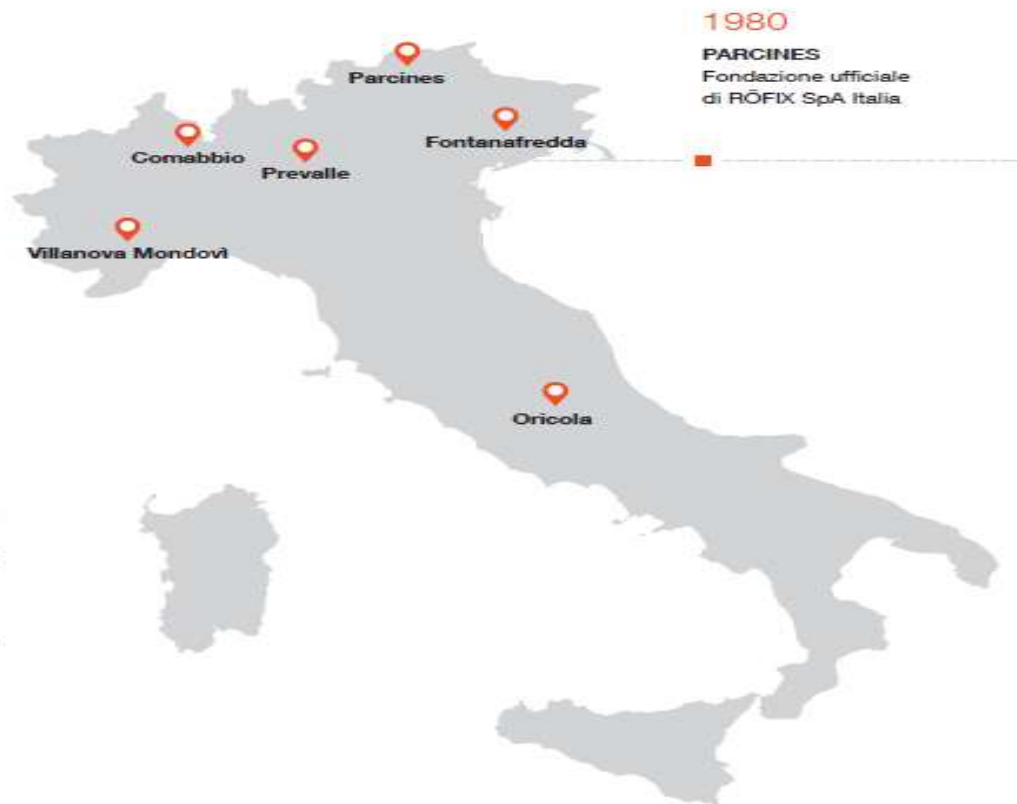 1980
PARCINES
Fondazione ufficiale
di RÖFIX SpA Italia
Parcines
Fontanafredda
Comabbio
Prevalle
Villanova Mondovì
Oricola